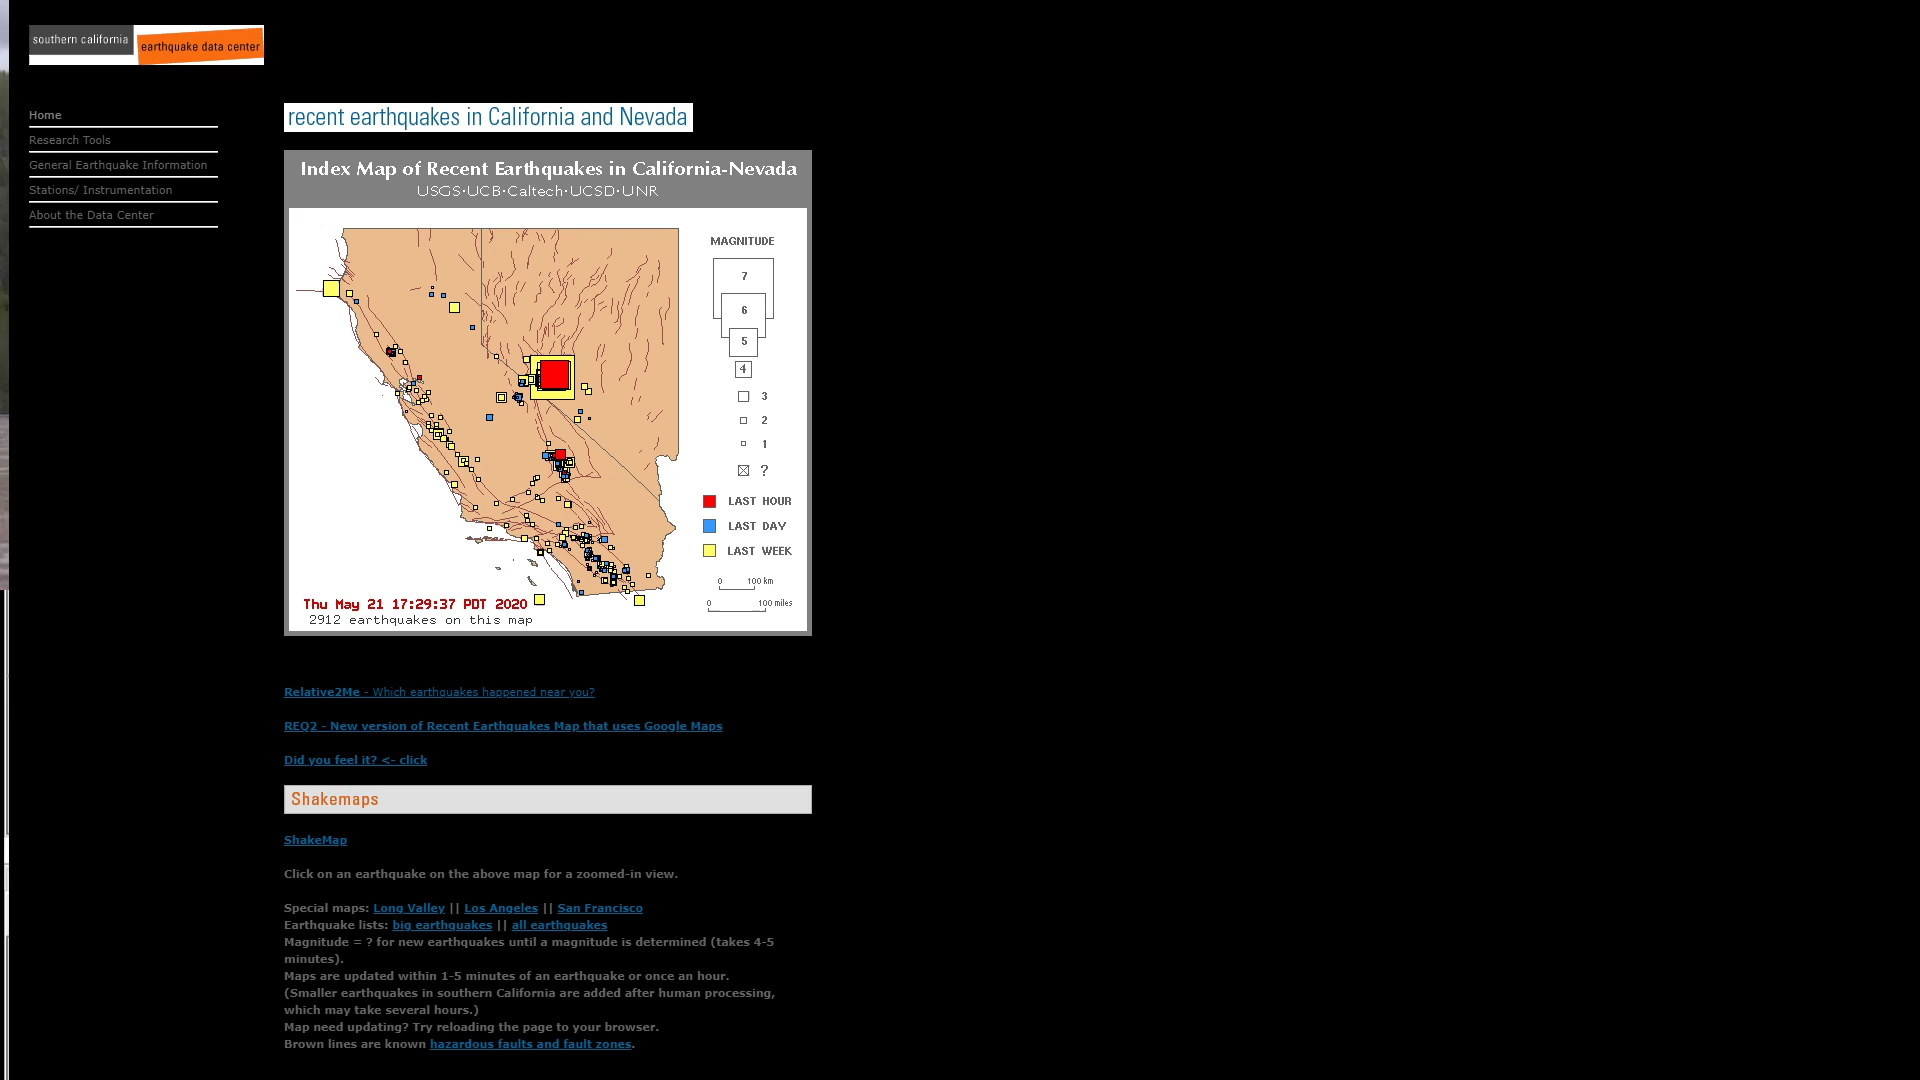 southern california
earthquake data center
Home
Research Tools
General Earthquake Information
Stations/ Instrumentation
About the Data Center
recent earthquakes in California and Nevada
Index Map of Recent Earthquakes in California-Nevada
USGS·UCB·Caltech·UCSD·UNR
MAGNITUDE
7
6
5
4
3
2
1
?
LAST HOUR
LAST DAY
LAST WEEK
0 100 km
0 100 miles
Thu May 21 17:29:37 PDT 2020
2912 earthquakes on this map
Relative2Me - Which earthquakes happened near you?
REQ2 - New version of Recent Earthquakes Map that uses Google Maps
Did you feel it? <- click
Shakemaps
ShakeMap
Click on an earthquake on the above map for a zoomed-in view.
Special maps: Long Valley || Los Angeles || San Francisco
Earthquake lists: big earthquakes || all earthquakes
Magnitude = ? for new earthquakes until a magnitude is determined (takes 4-5
minutes).
Maps are updated within 1-5 minutes of an earthquake or once an hour.
(Smaller earthquakes in southern California are added after human processing,
which may take several hours.)
Map need updating? Try reloading the page to your browser.
Brown lines are known hazardous faults and fault zones.